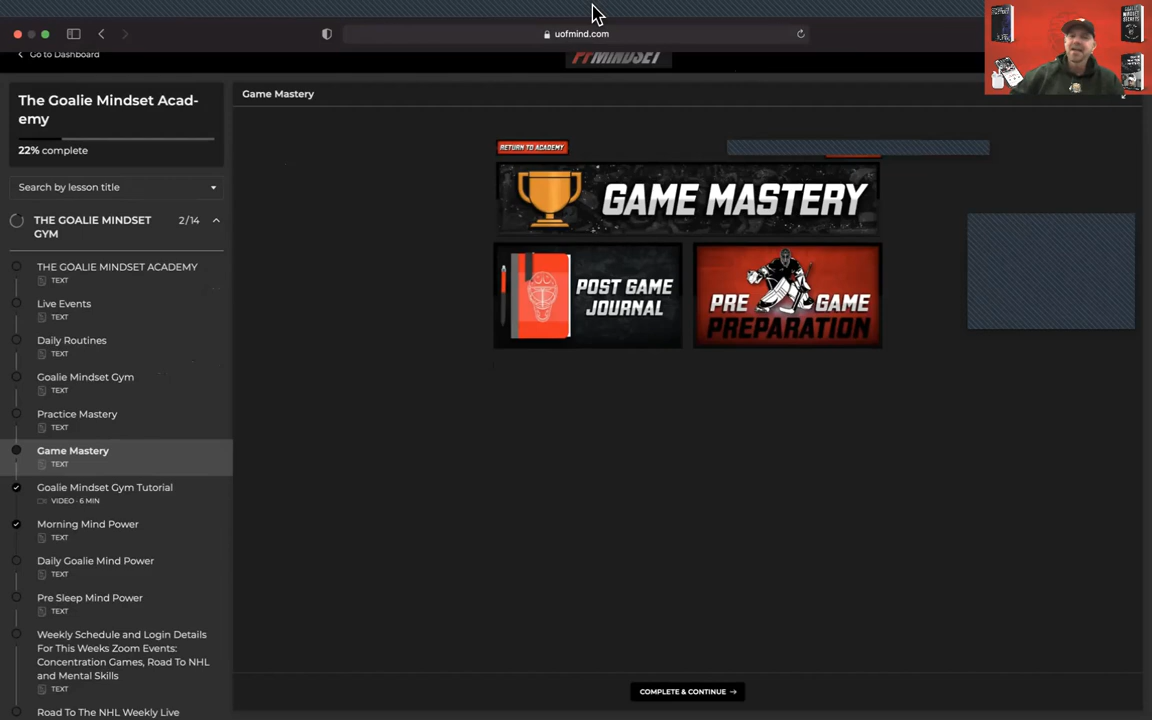 uofmind.com
Go to Dashboard
MINDSET
The Goalie Mindset Acad-
emy
22% complete
Search by lesson title
THE GOALIE MINDSET
GYM
2/14
THE GOALIE MINDSET ACADEMY
TEXT
Live Events
TEXT
Daily Routines
TEXT
Goalie Mindset Gym
TEXT
Practice Mastery
TEXT
Game Mastery
TEXT
Goalie Mindset Gym Tutorial
VIDEO · 6 MIN
Morning Mind Power
TEXT
Daily Goalie Mind Power
TEXT
Pre Sleep Mind Power
TEXT
Weekly Schedule and Login Details
For This Weeks Zoom Events:
Concentration Games, Road To NHL
and Mental Skills
TEXT
Road To The NHL Weekly Live
Game Mastery
RETURN TO ACADEMY
GAME MASTERY
POST GAME
JOURNAL
PRE GAME
PREPARATION
COMPLETE & CONTINUE →